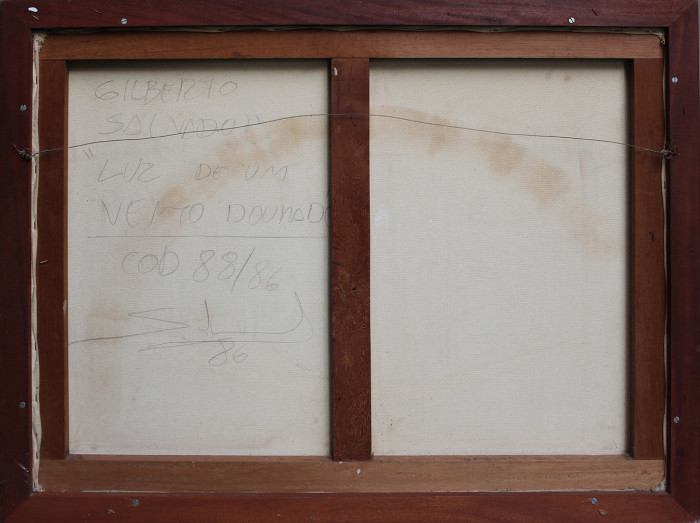 GILBERTO
SALVADOR
"LUZ DE UM
VENTO DOURADO
COD 88/86
86